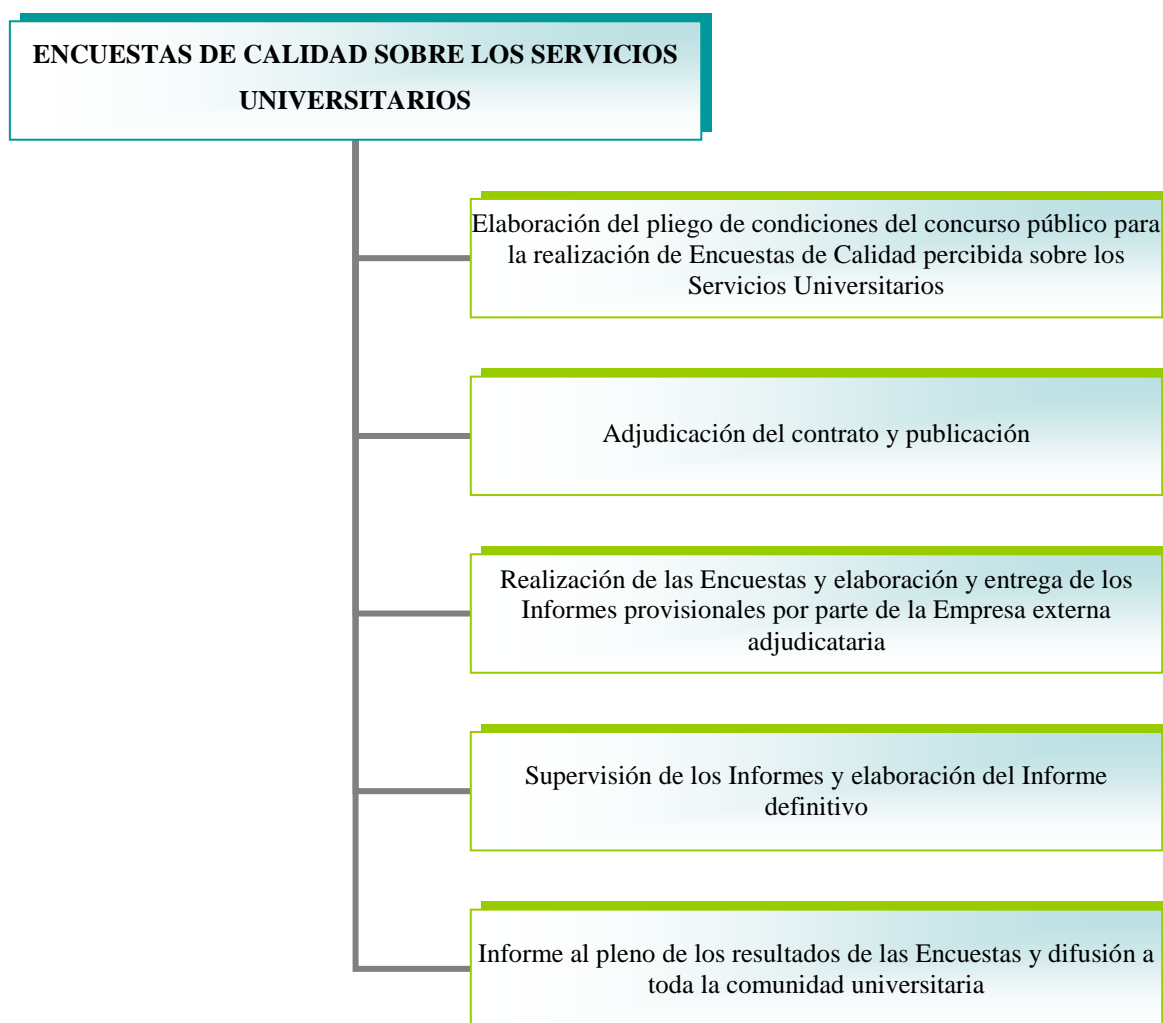 ENCUESTAS DE CALIDAD SOBRE LOS SERVICIOS
UNIVERSITARIOS
Elaboración del pliego de condiciones del concurso público para
la realización de Encuestas de Calidad percibida sobre los
Servicios Universitarios
Adjudicación del contrato y publicación
Realización de las Encuestas y elaboración y entrega de los
Informes provisionales por parte de la Empresa externa
adjudicataria
Supervisión de los Informes y elaboración del Informe
definitivo
Informe al pleno de los resultados de las Encuestas y difusión a
toda la comunidad universitaria